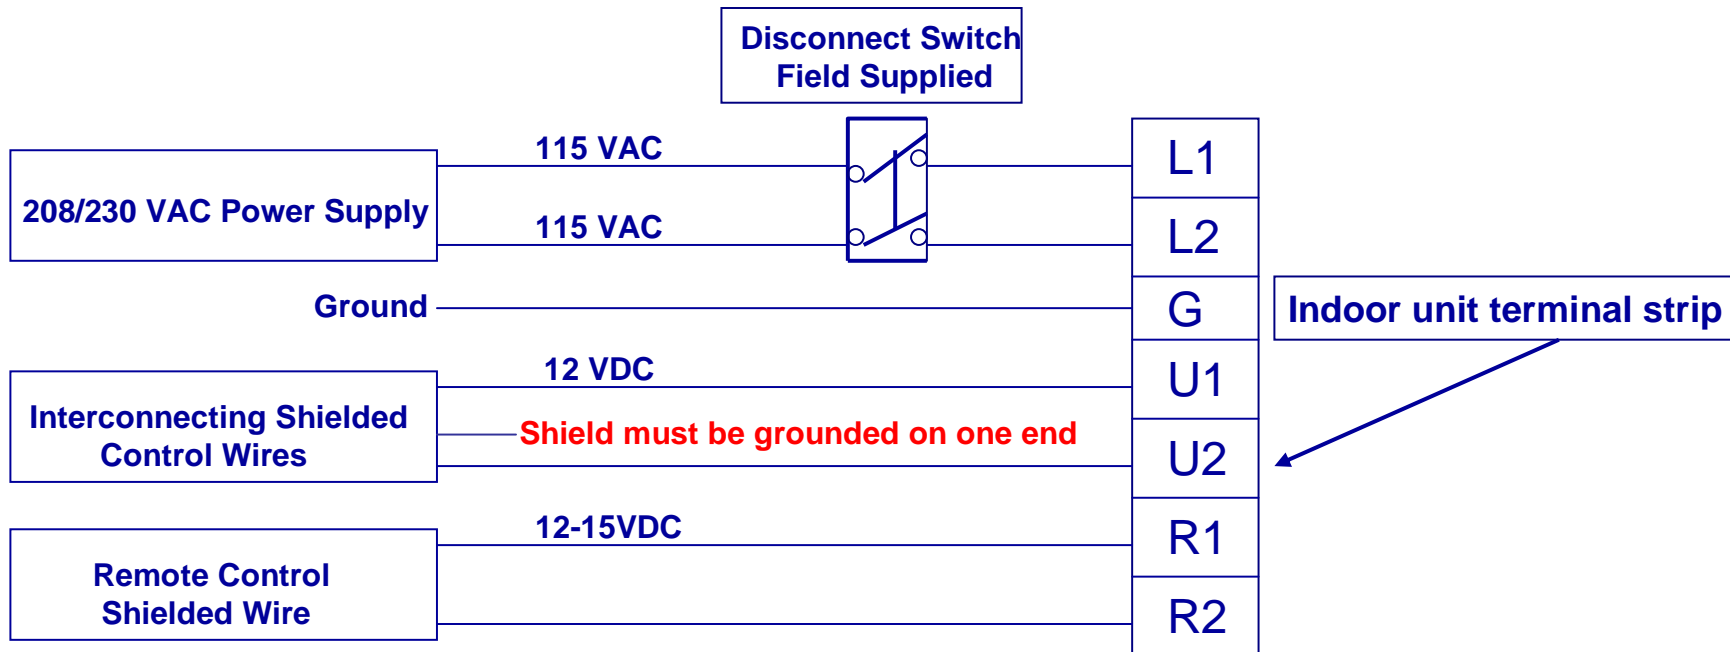 Disconnect Switch
Field Supplied
115 VAC
208/230 VAC Power Supply
115 VAC
L1
L2
Ground
G
Indoor unit terminal strip
12 VDC
U1
Interconnecting Shielded
Control Wires
Shield must be grounded on one end
U2
12-15VDC
R1
Remote Control
Shielded Wire
R2